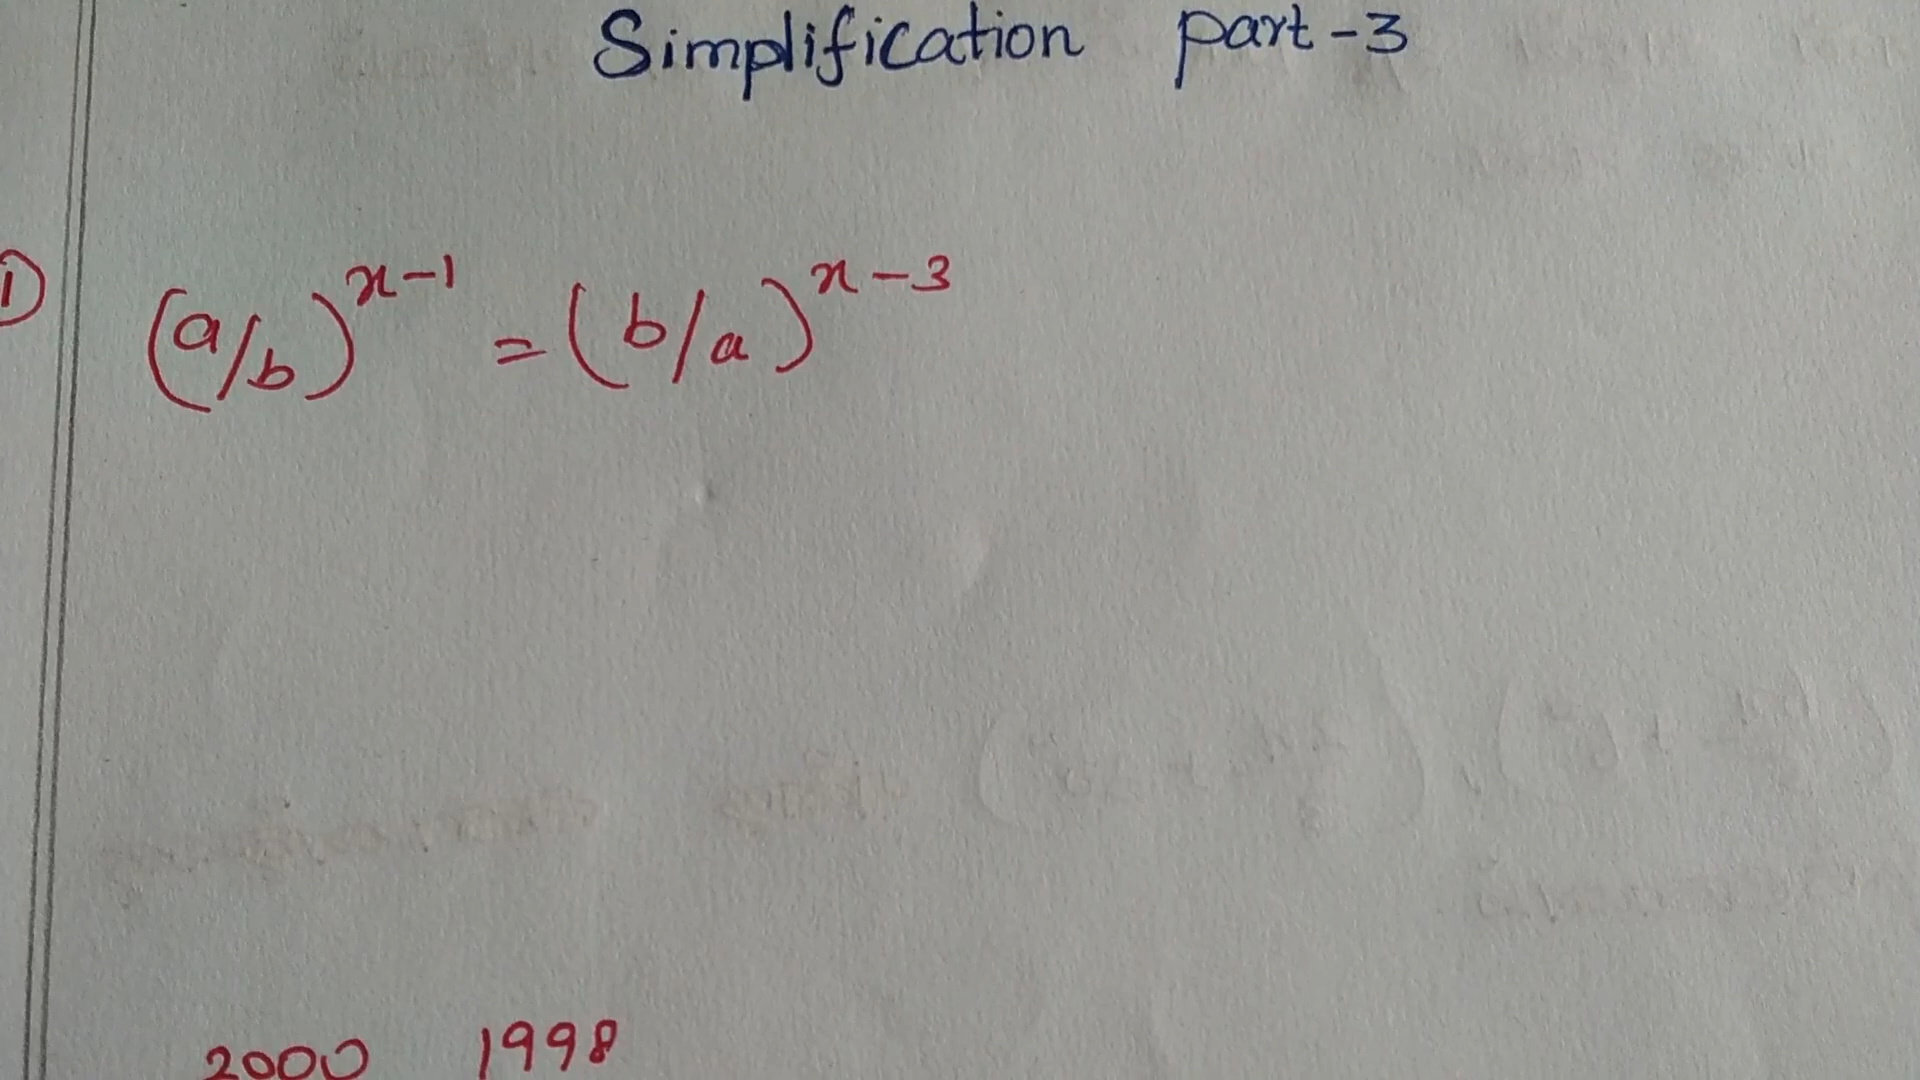 Simplification part-3
1) (a/b)^x-1 = (b/a)^x-3
2000 1998